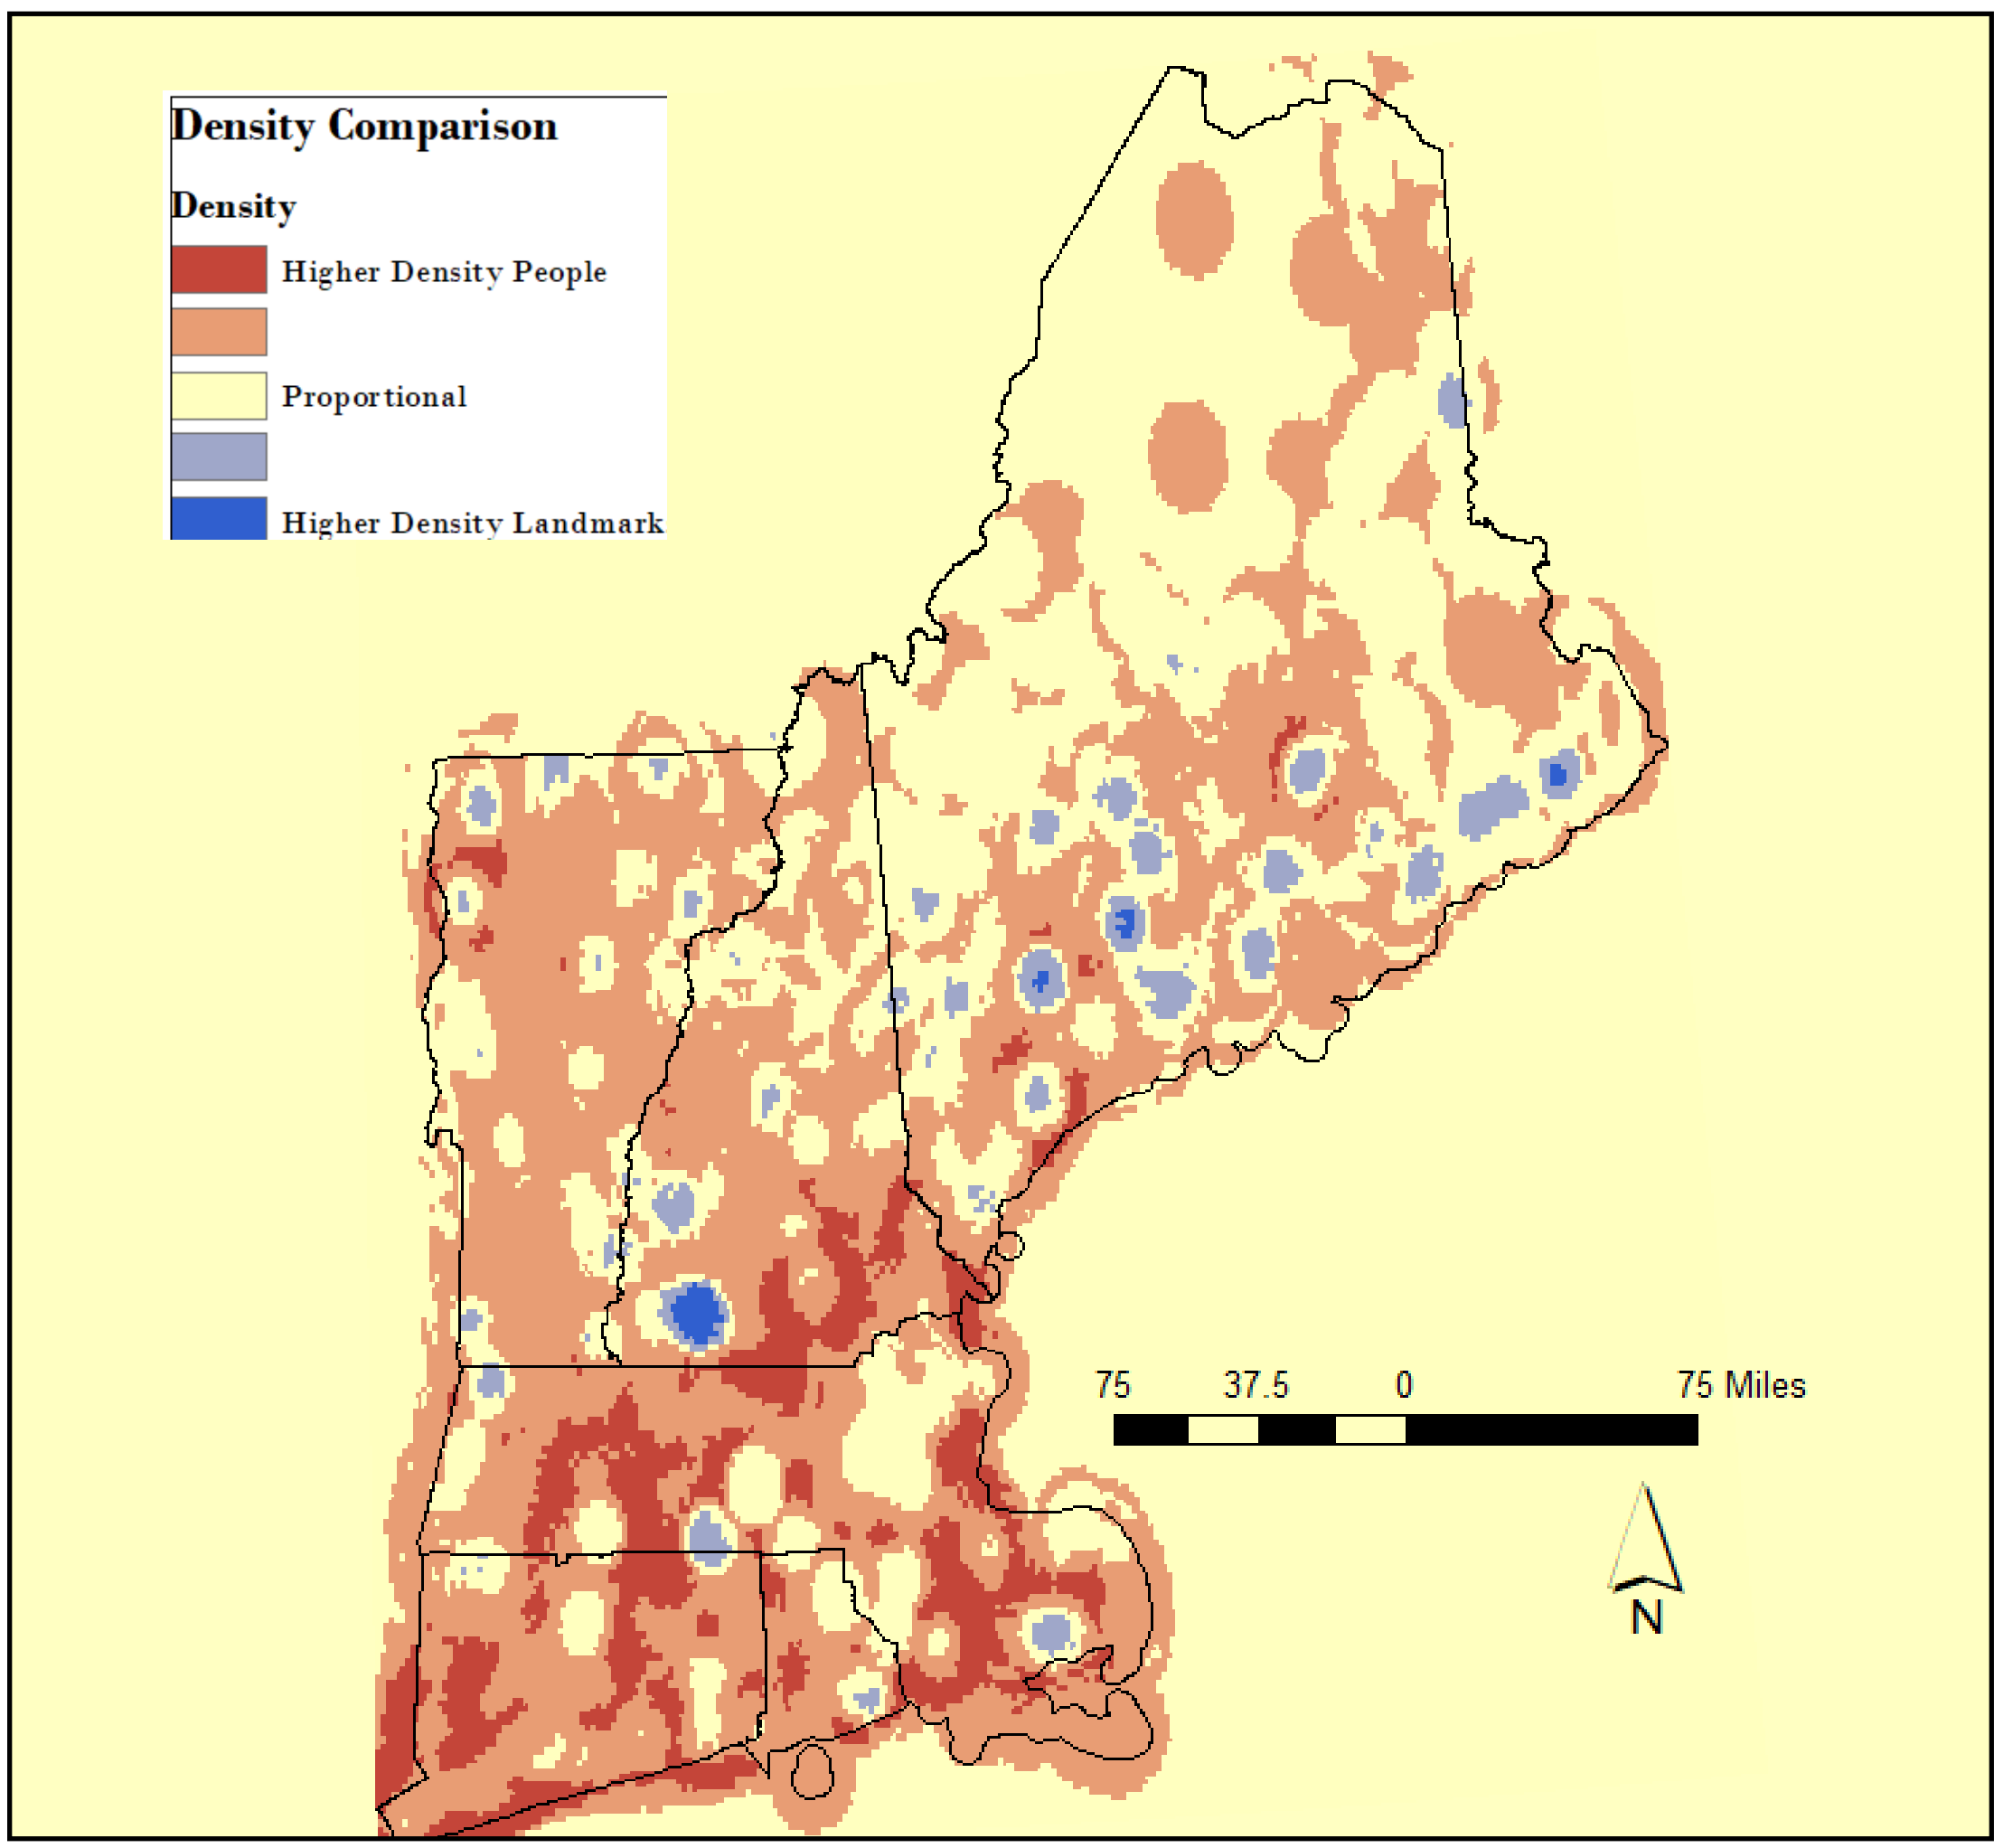 Density Comparison
Density
Higher Density People
Proportional
Higher Density Landmark
75 37.5 0 75 Miles
N